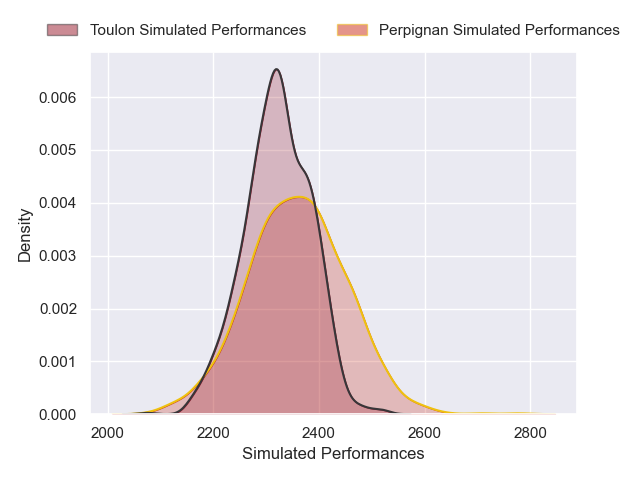 Toulon Simulated Performances
Perpignan Simulated Performances
0.006
0.005
0.004
0.003
0.002
0.001
0.000
Density
2000 2200 2400 2600 2800
Simulated Performances